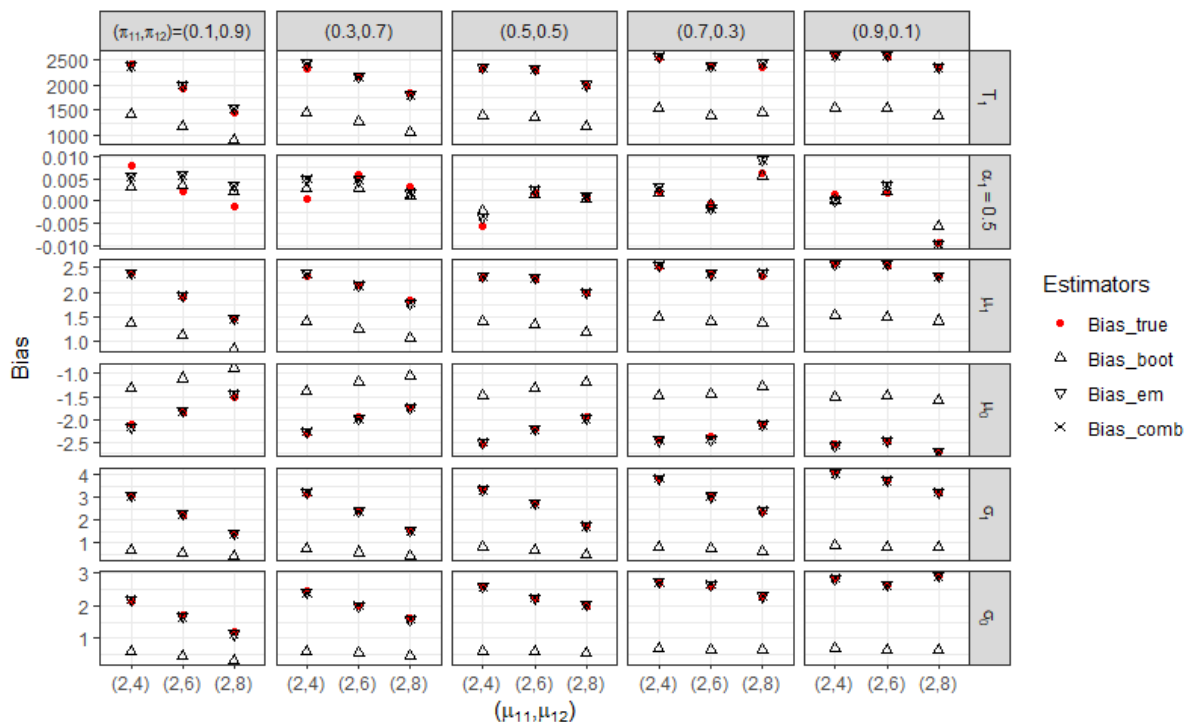 (π₁₁,π₁₂)=(0.1,0.9) (0.3,0.7) (0.5,0.5) (0.7,0.3) (0.9,0.1)
2500
2000
1500
1000
T₁
0.010
0.005
0.000
-0.005
-0.010
α₁ = 0.5
2.5
2.0
1.5
1.0
μ₁
-1.0
-1.5
-2.0
-2.5
μ₀
4
3
2
1
σ₁
3
2
1
σ₀
Bias
(2,4) (2,6) (2,8) (2,4) (2,6) (2,8) (2,4) (2,6) (2,8) (2,4) (2,6) (2,8) (2,4) (2,6) (2,8)
(μ₁₁,μ₁₂)
Estimators
Bias_true
Bias_boot
Bias_em
Bias_comb